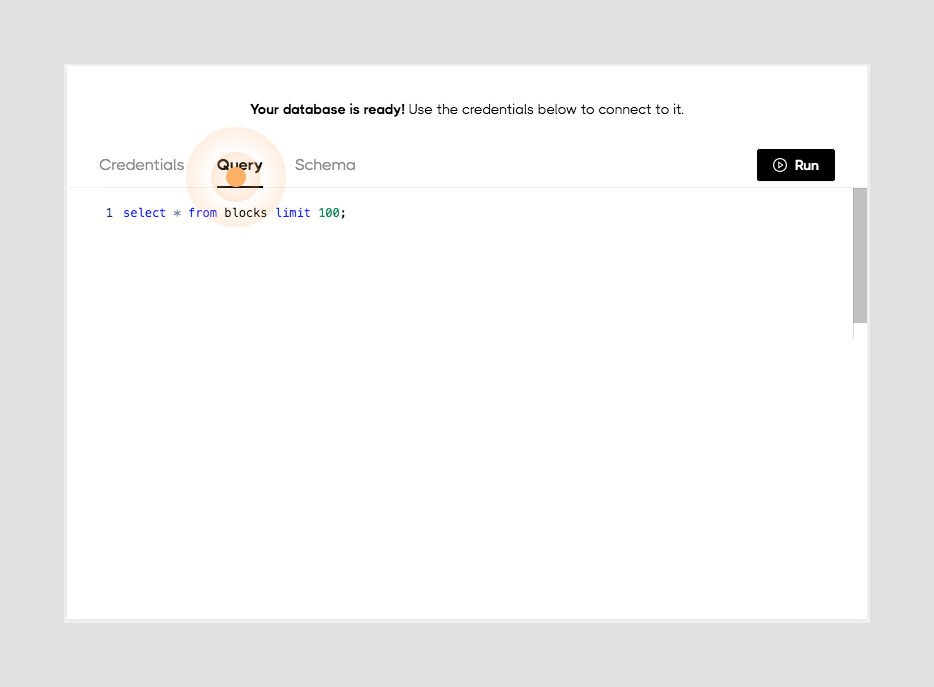 Your database is ready! Use the credentials below to connect to it.
Credentials Query Schema Run
1 select * from blocks limit 100;